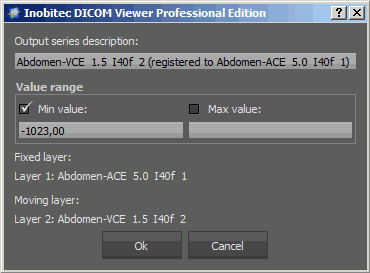 Inobitec DICOM Viewer Professional Edition
Output series description:
Abdomen-VCE 1.5 I40f 2 (registered to Abdomen-ACE 5.0 I40f 1)
Value range
Min value: Max value:
-1023,00
Fixed layer:
Layer 1: Abdomen-ACE 5.0 I40f 1
Moving layer:
Layer 2: Abdomen-VCE 1.5 I40f 2
Ok Cancel